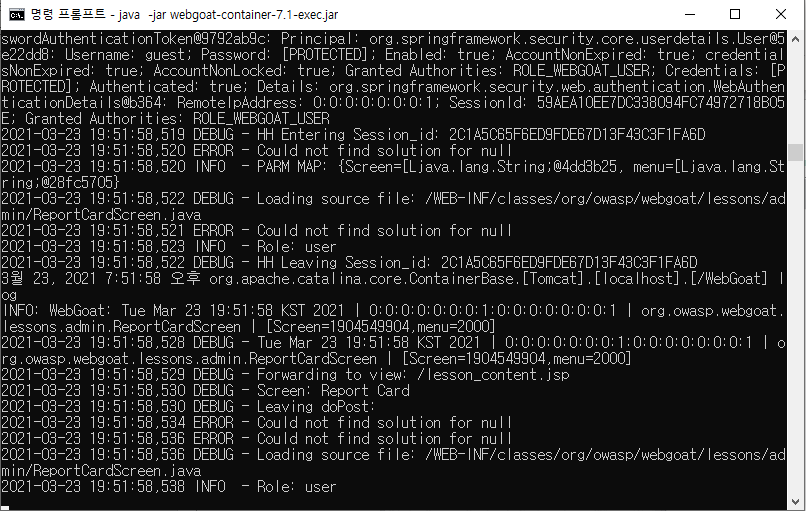 명령 프롬프트 - java  -jar webgoat-container-7.1-exec.jar
swordAuthenticationToken@9792ab9c: Principal: org.springframework.security.core.userdetails.User@5
e22dd8: Username: guest; Password: [PROTECTED]; Enabled: true; AccountNonExpired: true; credential
sNonExpired: true; AccountNonLocked: true; Granted Authorities: ROLE_WEBGOAT_USER; Credentials: [P
ROTECTED]; Authenticated: true; Details: org.springframework.security.web.authentication.WebAuthen
ticationDetails@b364: RemoteIpAddress: 0:0:0:0:0:0:0:1; SessionId: 59AEA10EE7DC338094FC74972718B05
E; Granted Authorities: ROLE_WEBGOAT_USER
2021-03-23 19:51:58,519 DEBUG - HH Entering Session_id: 2C1A5C65F6ED9FDE67D13F43C3F1FA6D
2021-03-23 19:51:58,520 ERROR - Could not find solution for null
2021-03-23 19:51:58,520 INFO  - PARM MAP: {Screen=[Ljava.lang.String;@4dd3b25, menu=[Ljava.lang.St
ring;@28fc5705}
2021-03-23 19:51:58,522 DEBUG - Loading source file: /WEB-INF/classes/org/owasp/webgoat/lessons/ad
min/ReportCardScreen.java
2021-03-23 19:51:58,521 ERROR - Could not find solution for null
2021-03-23 19:51:58,523 INFO  - Role: user
2021-03-23 19:51:58,522 DEBUG - HH Leaving Session_id: 2C1A5C65F6ED9FDE67D13F43C3F1FA6D
3월 23, 2021 7:51:58 오후 org.apache.catalina.core.ContainerBase.[Tomcat].[localhost].[/WebGoat] l
og
INFO: WebGoat: Tue Mar 23 19:51:58 KST 2021 | 0:0:0:0:0:0:0:1:0:0:0:0:0:0:0:1 | org.owasp.webgoat.
lessons.admin.ReportCardScreen | [Screen=1904549904,menu=2000]
2021-03-23 19:51:58,528 DEBUG - Tue Mar 23 19:51:58 KST 2021 | 0:0:0:0:0:0:0:1:0:0:0:0:0:0:0:1 | o
rg.owasp.webgoat.lessons.admin.ReportCardScreen | [Screen=1904549904,menu=2000]
2021-03-23 19:51:58,529 DEBUG - Forwarding to view: /lesson_content.jsp
2021-03-23 19:51:58,530 DEBUG - Screen: Report Card
2021-03-23 19:51:58,530 DEBUG - Leaving doPost:
2021-03-23 19:51:58,534 ERROR - Could not find solution for null
2021-03-23 19:51:58,536 ERROR - Could not find solution for null
2021-03-23 19:51:58,536 DEBUG - Loading source file: /WEB-INF/classes/org/owasp/webgoat/lessons/ad
min/ReportCardScreen.java
2021-03-23 19:51:58,538 INFO  - Role: user